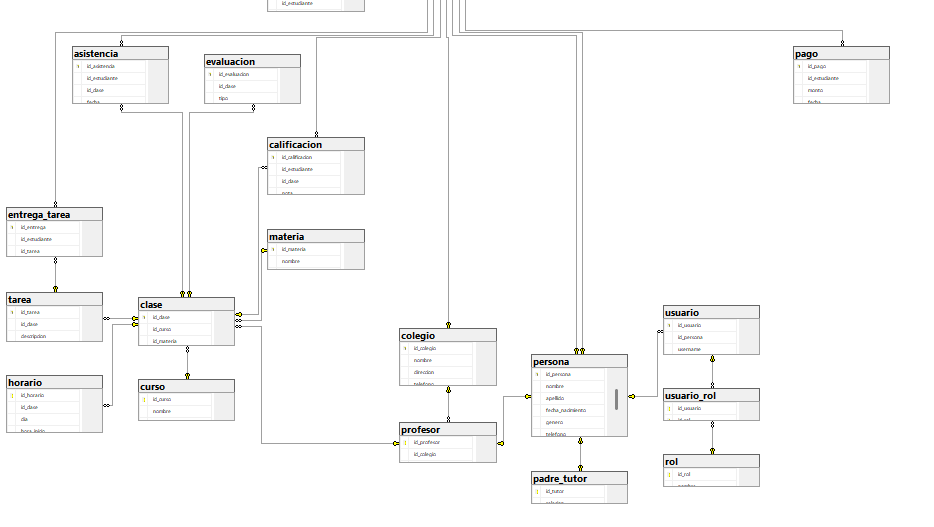 id_estudiante
asistencia
id_asistencia
id_estudiante
id_clase
fecha
evaluacion
id_evaluacion
id_clase
tipo
pago
id_pago
id_estudiante
monto
fecha
calificacion
id_calificacion
id_estudiante
id_clase
nota
entrega_tarea
id_entrega
id_estudiante
id_tarea
materia
id_materia
nombre
tarea
id_tarea
id_clase
descripcion
clase
id_clase
id_curso
id_materia
colegio
id_colegio
nombre
direccion
telefono
usuario
id_usuario
id_persona
username
persona
id_persona
nombre
apellido
fecha_nacimiento
genero
telefono
horario
id_horario
id_clase
dia
hora_inicio
curso
id_curso
nombre
usuario_rol
id_usuario
id_rol
profesor
id_profesor
id_colegio
rol
id_rol
nombre
padre_tutor
id_tutor